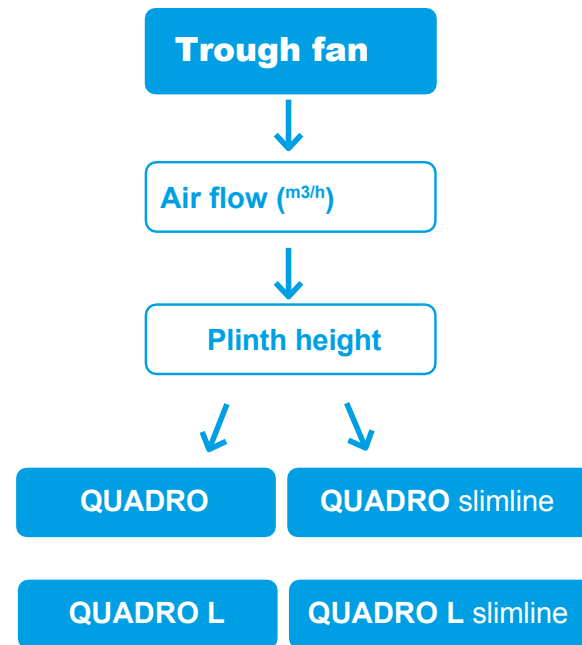 Trough fan
Air flow (m3/h)
Plinth height
QUADRO
QUADRO slimline
QUADRO L
QUADRO L slimline